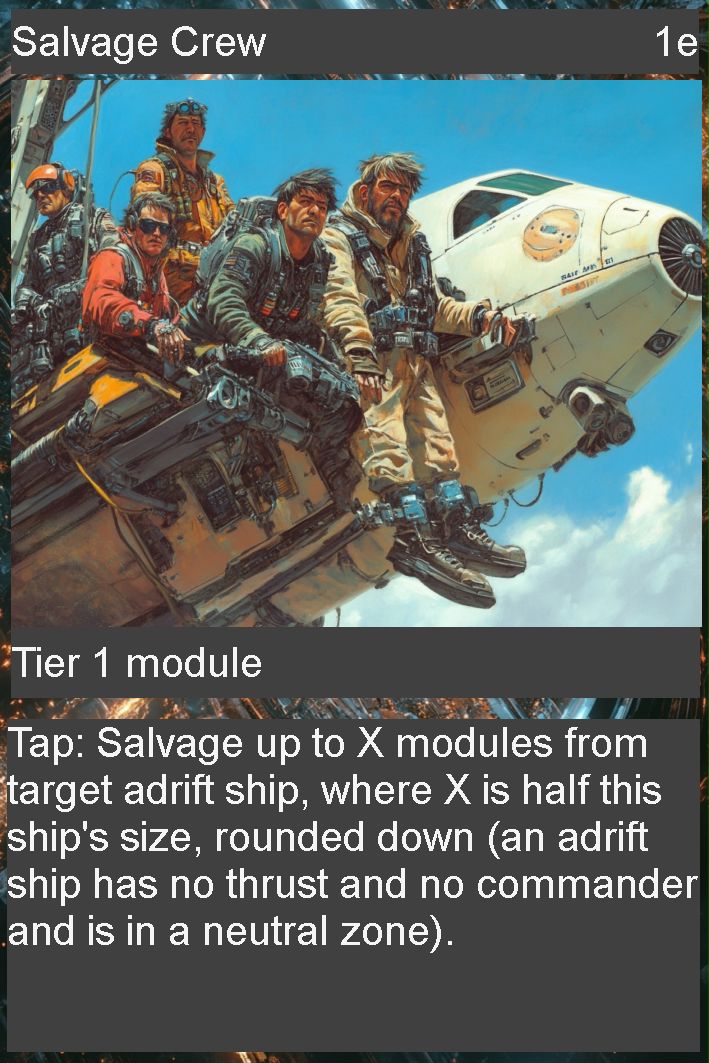 Salvage Crew 1e
Tier 1 module
Tap: Salvage up to X modules from
target adrift ship, where X is half this
ship's size, rounded down (an adrift
ship has no thrust and no commander
and is in a neutral zone).